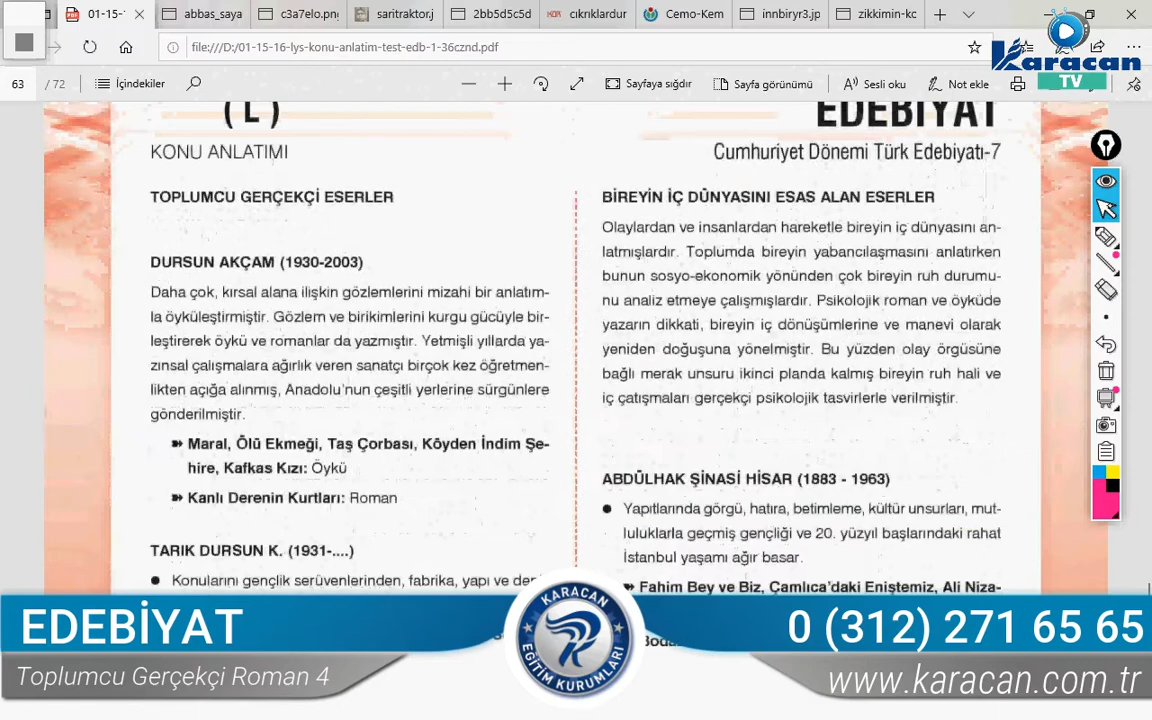 01-15-
abbas_saya
c3a7elo.pn
saritraktor.j
2bb5d5c5d
cıkrıklardur
Cemo-Kem
innbiryr3.jp
zikkimin-kc
file:///D:/01-15-16-lys-konu-anlatim-test-edb-1-36cznd.pdf
Karacan
TV
63 / 72
İçindekiler
Sayfaya sığdır
Sayfa görünümü
Sesli oku
Not ekle
(L)
KONU ANLATIMI
TOPLUMCU GERÇEKÇİ ESERLER
DURSUN AKÇAM (1930-2003)
Daha çok, kırsal alana ilişkin gözlemlerini mizahi bir anlatım-
la öyküleştirmiştir. Gözlem ve birikimlerini kurgu gücüyle bir-
leştirerek öykü ve romanlar da yazmıştır. Yetmişli yıllarda ya-
zınsal çalışmalara ağırlık veren sanatçı birçok kez öğretmen-
likten açığa alınmış, Anadolu'nun çeşitli yerlerine sürgünlere
gönderilmiştir.
Maral, Ölü Ekmeği, Taş Çorbası, Köyden İndim Şe-
hire, Kafkas Kızı: Öykü
Kanlı Derenin Kurtları: Roman
TARIK DURSUN K. (1931-....)
Konularını gençlik serüvenlerinden, fabrika, yapı ve den
EDEBİYAT
Cumhuriyet Dönemi Türk Edebiyatı-7
BİREYİN İÇ DÜNYASINI ESAS ALAN ESERLER
Olaylardan ve insanlardan hareketle bireyin iç dünyasını an-
latmışlardır. Toplumda bireyin yabancılaşmasını anlatırken
bunun sosyo-ekonomik yönünden çok bireyin ruh durumu-
nu analiz etmeye çalışmışlardır. Psikolojik roman ve öyküde
yazarın dikkati, bireyin iç dönüşümlerine ve manevi olarak
yeniden doğuşuna yönelmiştir. Bu yüzden olay örgüsüne
bağlı merak unsuru ikinci planda kalmış bireyin ruh hali ve
iç çatışmaları gerçekçi psikolojik tasvirlerle verilmiştir.
ABDÜLHAK ŞİNASİ HİSAR (1883 - 1963)
Yapıtlarında görgü, hatıra, betimleme, kültür unsurları, mut-
luluklarla geçmiş gençliği ve 20. yüzyıl başlarındaki rahat
İstanbul yaşamı ağır basar.
Fahim Bey ve Biz, Çamlıca'daki Eniştemiz, Ali Niza-
EDEBİYAT
Toplumcu Gerçekçi Roman 4
KARACAN
EĞİTİM KURUMLARI
0 (312) 271 65 65
www.karacan.com.tr